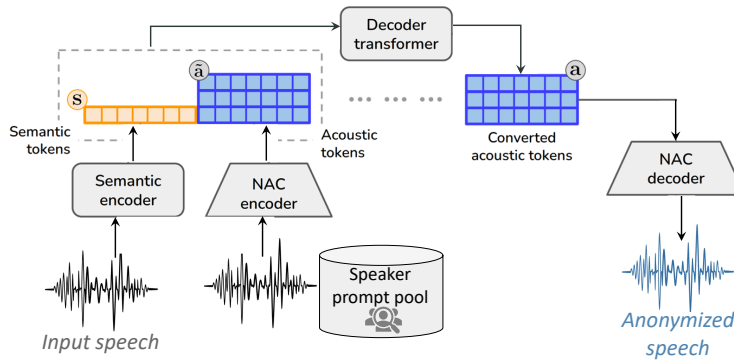 Decoder
transformer
ã
a
s
Semantic
tokens
Acoustic
tokens
Converted
acoustic tokens
Semantic
encoder
NAC
encoder
NAC
decoder
Speaker
prompt pool
Input speech
Anonymized
speech